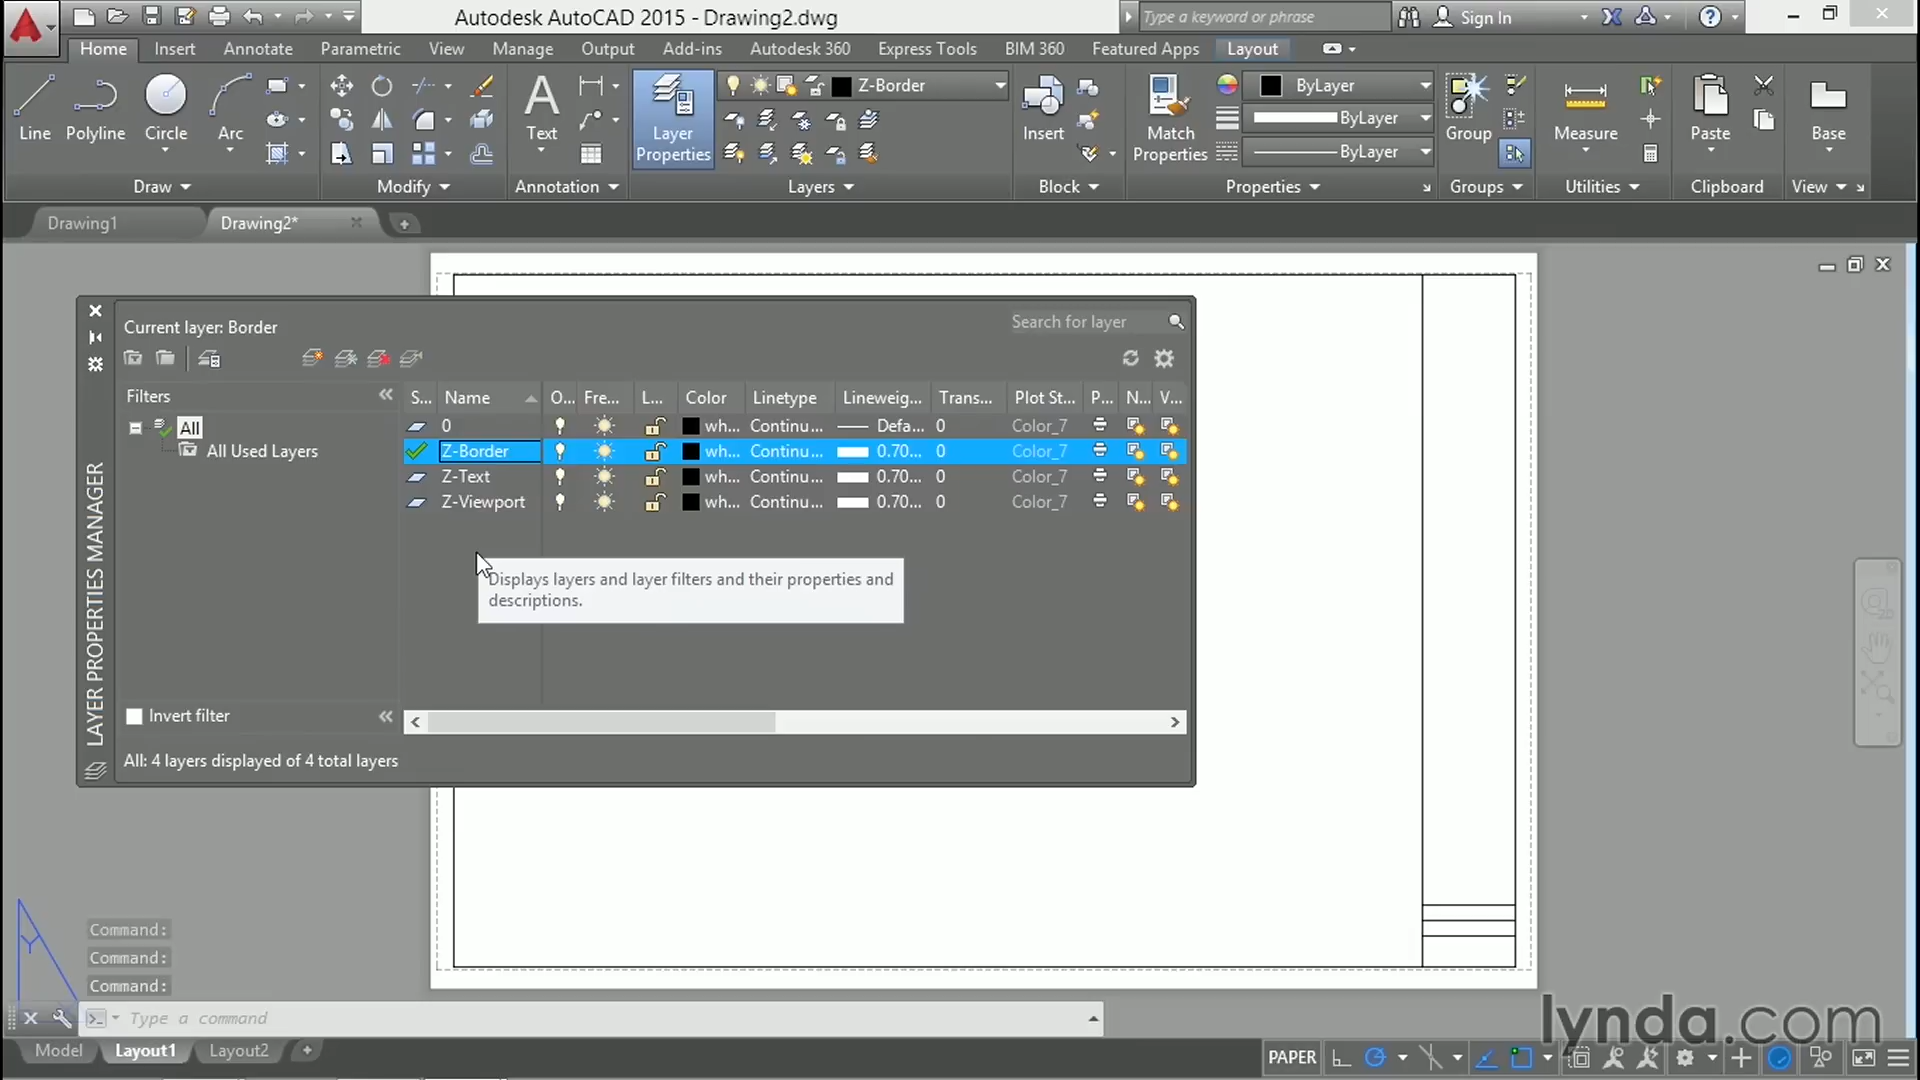 Autodesk AutoCAD 2015 - Drawing2.dwg
Type a keyword or phrase
Sign In
Home Insert Annotate Parametric View Manage Output Add-ins Autodesk 360 Express Tools BIM 360 Featured Apps Layout
Z-Border
ByLayer
ByLayer
ByLayer
Line Polyline Circle Arc
Text
Layer Properties
Insert
Match Properties
Group
Measure
Paste
Base
Draw Modify Annotation Layers Block Properties Groups Utilities Clipboard View
Drawing1 Drawing2*
LAYER PROPERTIES MANAGER
Current layer: Border
Search for layer
Filters
All
All Used Layers
Invert filter
S... Name O... Fre... L... Color Linetype Lineweig... Trans... Plot St... P... N... V...
0 wh... Continu... Defa... 0 Color_7
Z-Border wh... Continu... 0.70... 0 Color_7
Z-Text wh... Continu... 0.70... 0 Color_7
Z-Viewport wh... Continu... 0.70... 0 Color_7
Displays layers and layer filters and their properties and
descriptions.
All: 4 layers displayed of 4 total layers
Y
Command:
Command:
Command:
Type a command
Model Layout1 Layout2
PAPER
lynda.com